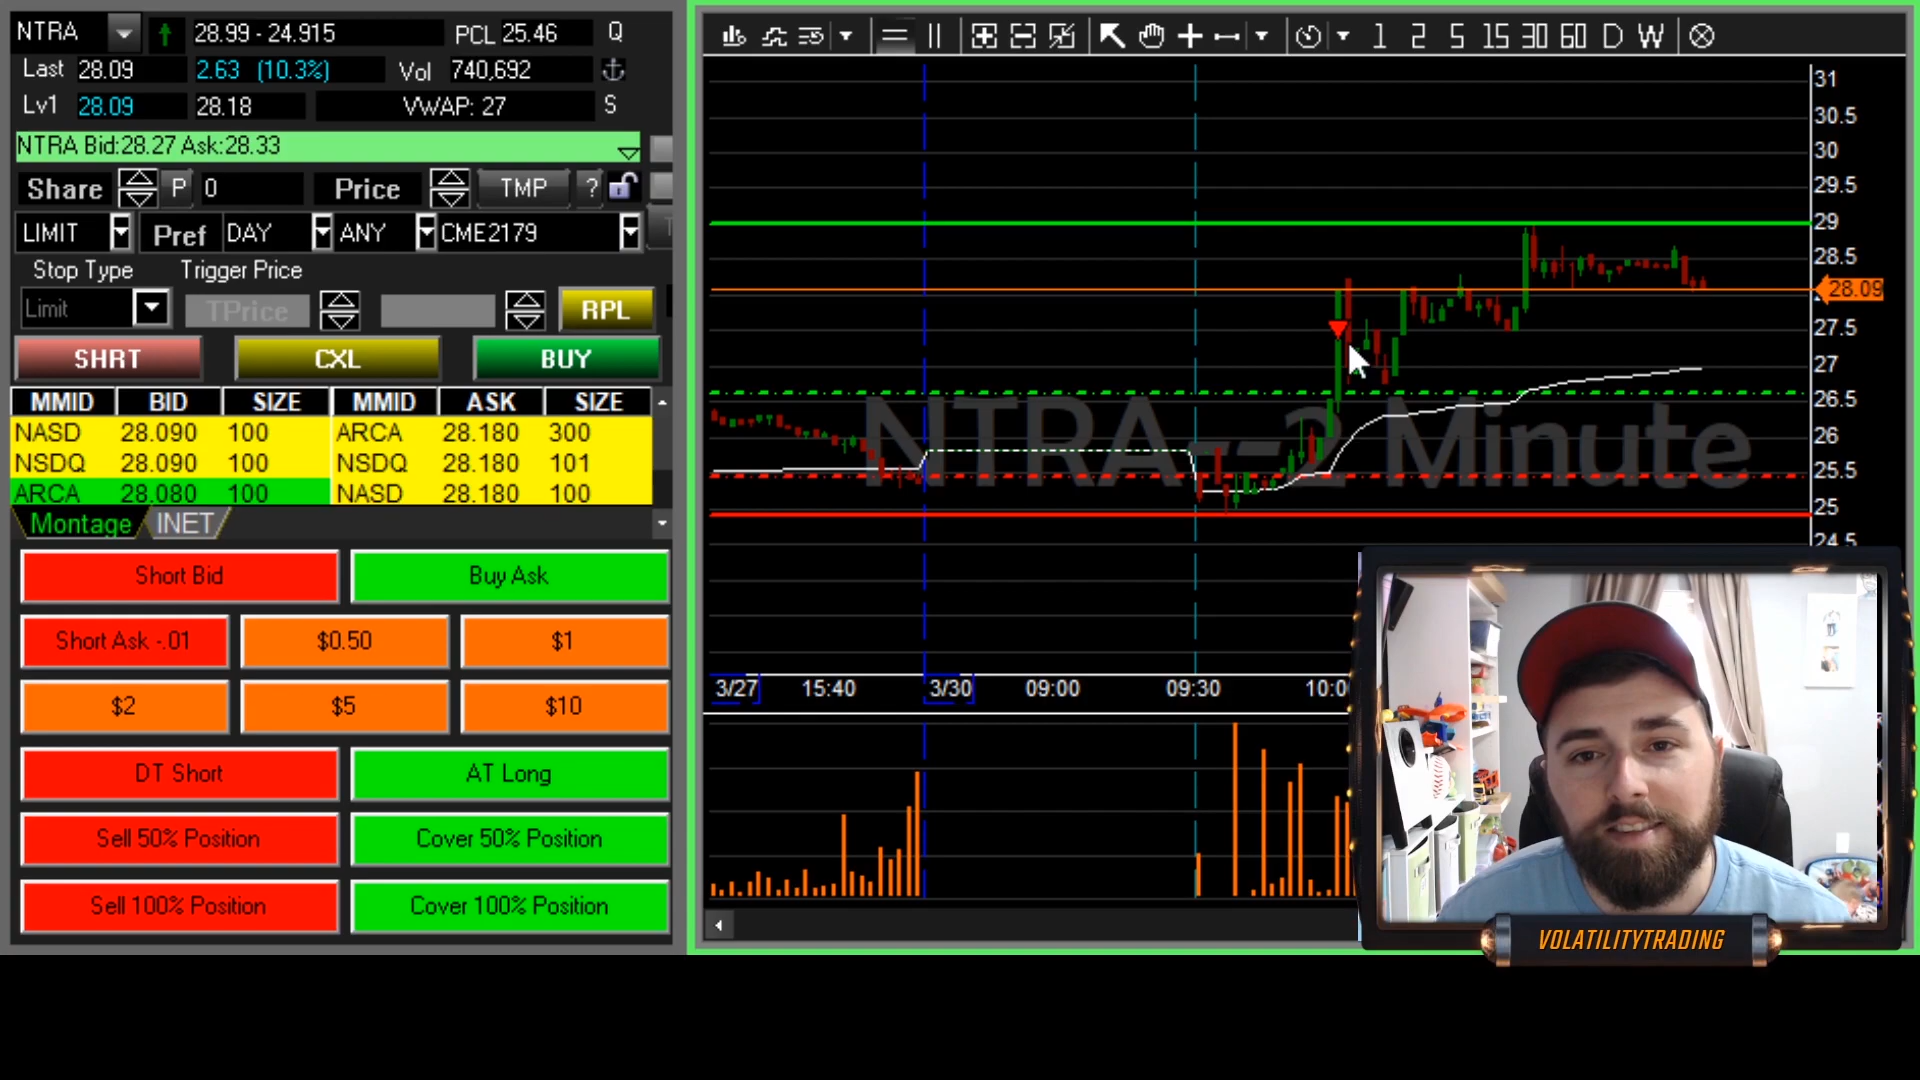 NTRA 28.99 - 24.915 PCL 25.46 Q
Last 28.09 2.63 (10.3%) Vol 740,692
Lv1 28.09 28.18 VWAP: 27 S
NTRA Bid:28.27 Ask:28.33
Share P 0 Price TMP ?
LIMIT Pref DAY ANY CME2179
Stop Type Trigger Price
Limit TPrice RPL
SHRT CXL BUY
MMID BID SIZE MMID ASK SIZE
NASD 28.090 100 ARCA 28.180 300
NSDQ 28.090 100 NSDQ 28.180 101
ARCA 28.080 100 NASD 28.180 100
Montage INET
Short Bid Buy Ask
Short Ask -.01 $0.50 $1
$2 $5 $10
DT Short AT Long
Sell 50% Position Cover 50% Position
Sell 100% Position Cover 100% Position
1 2 5 15 30 60 D W
31
30.5
30
29.5
29
28.5
28.09
27.5
27
26.5
26
25.5
25
24.5
NTRA--2 Minute
3/27 15:40 3/30 09:00 09:30 10:0
VOLATILITYTRADING